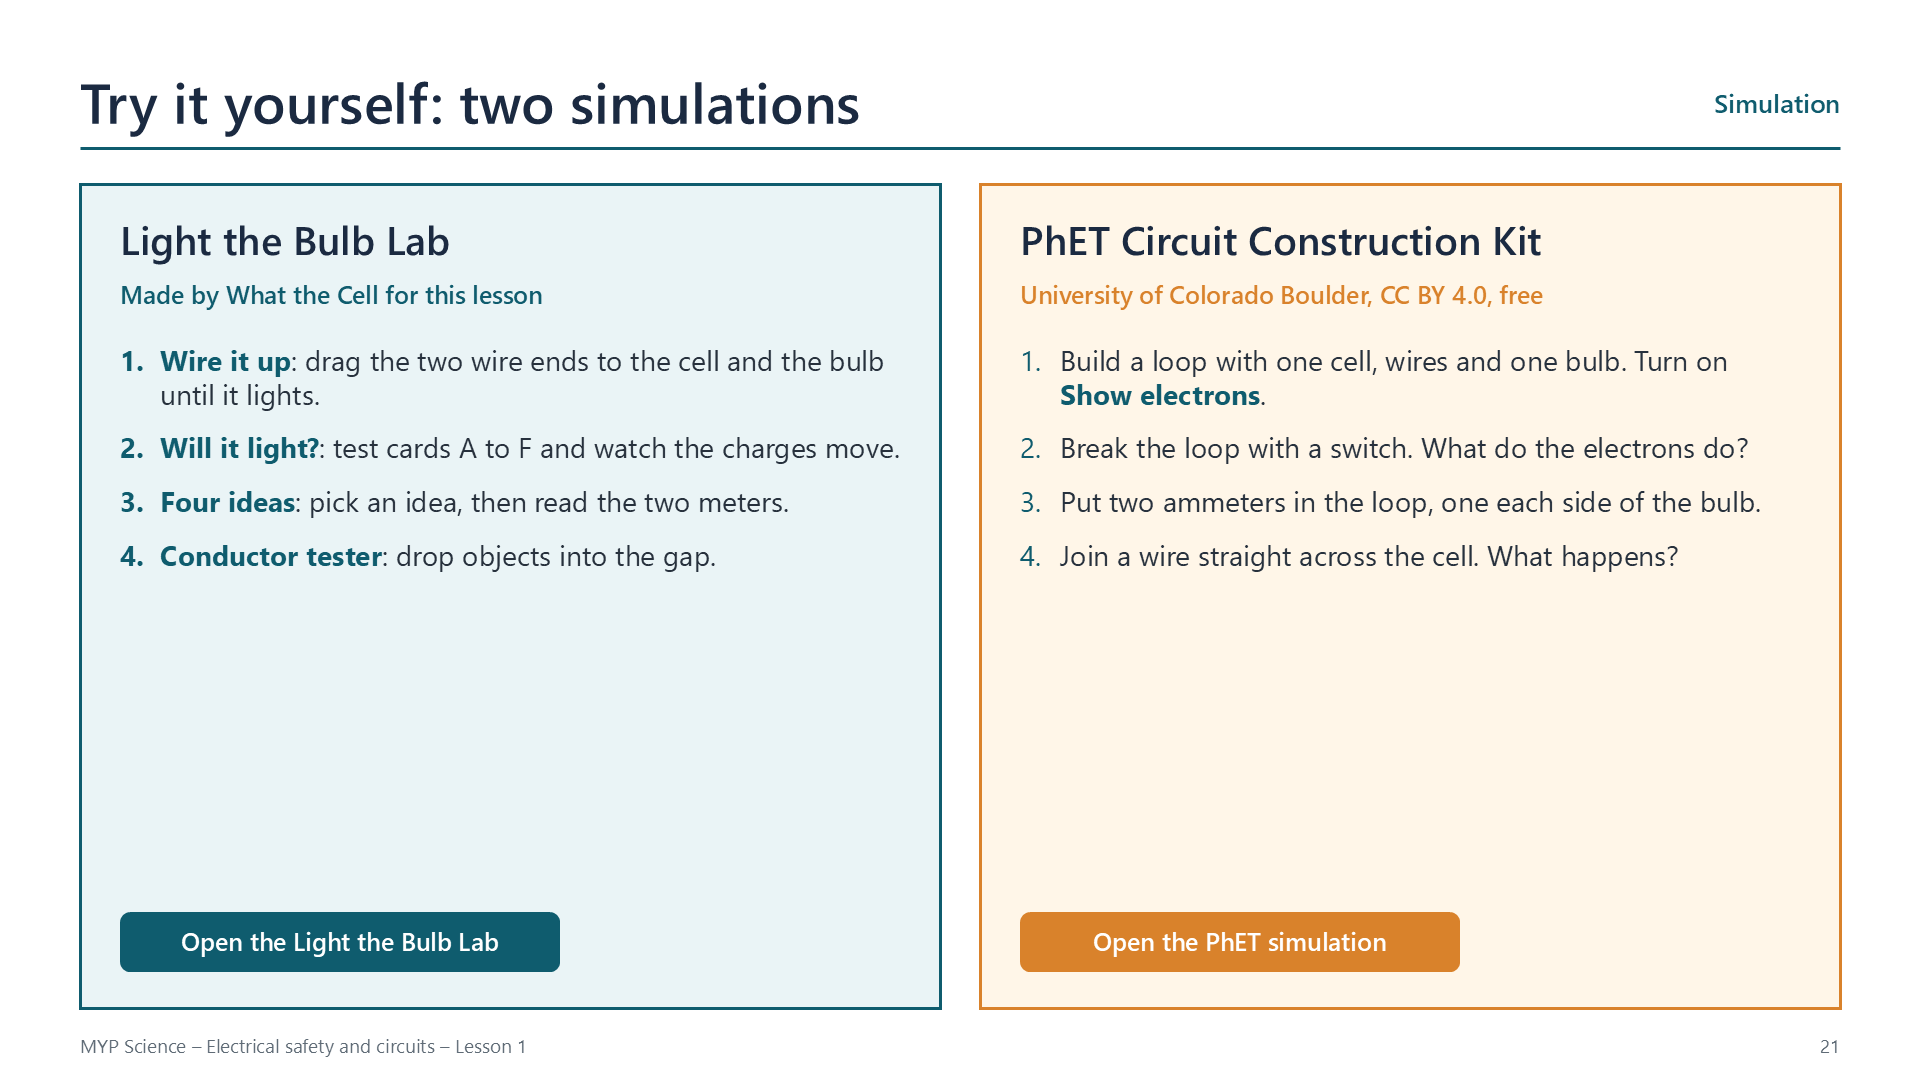 Try it yourself: two simulations
Simulation
Light the Bulb Lab
Made by What the Cell for this lesson
1. Wire it up: drag the two wire ends to the cell and the bulb
until it lights.
2. Will it light?: test cards A to F and watch the charges move.
3. Four ideas: pick an idea, then read the two meters.
4. Conductor tester: drop objects into the gap.
Open the Light the Bulb Lab
PhET Circuit Construction Kit
University of Colorado Boulder, CC BY 4.0, free
1. Build a loop with one cell, wires and one bulb. Turn on
Show electrons.
2. Break the loop with a switch. What do the electrons do?
3. Put two ammeters in the loop, one each side of the bulb.
4. Join a wire straight across the cell. What happens?
Open the PhET simulation
MYP Science – Electrical safety and circuits – Lesson 1
21